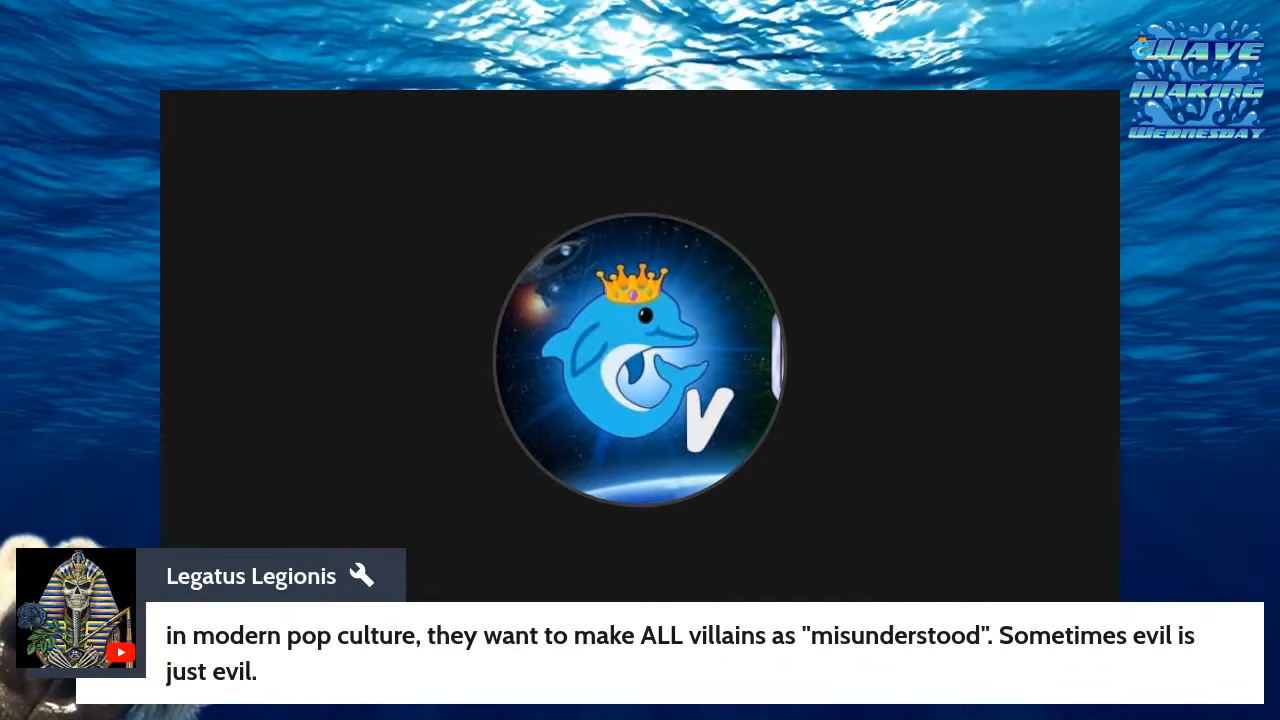 WAVE
MAKING
WEDNESDAY
V
Legatus Legionis
in modern pop culture, they want to make ALL villains as "misunderstood". Sometimes evil is
just evil.